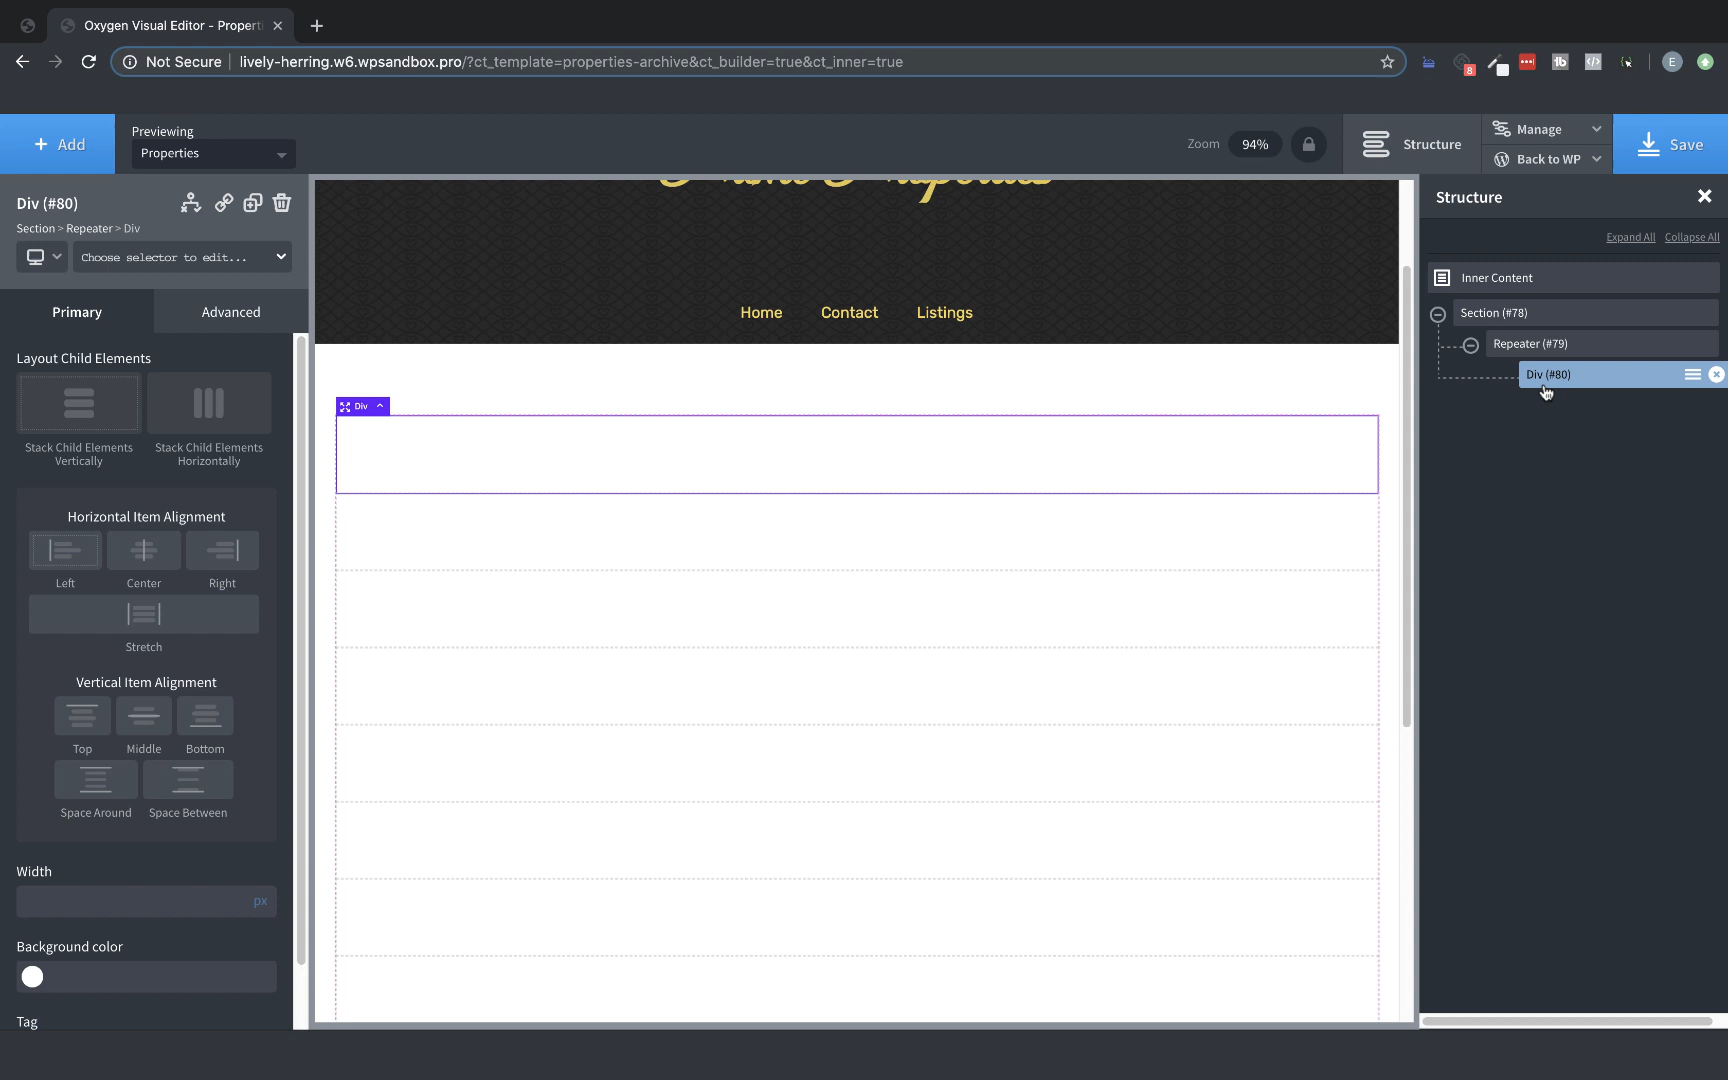 Oxygen Visual Editor - Propert
Not Secure
lively-herring.w6.wpsandbox.pro/?ct_template=properties-archive&ct_builder=true&ct_inner=true
8
1b
E
+ Add
Previewing
Properties
Zoom
94%
Structure
Manage
Back to WP
Save
Div (#80)
Section > Repeater > Div
Choose selector to edit...
Primary
Advanced
Layout Child Elements
Stack Child Elements Vertically
Stack Child Elements Horizontally
Horizontal Item Alignment
Left
Center
Right
Stretch
Vertical Item Alignment
Top
Middle
Bottom
Space Around
Space Between
Width
px
Background color
Tag
Home
Contact
Listings
Div
Structure
Expand All
Collapse All
Inner Content
Section (#78)
Repeater (#79)
Div (#80)